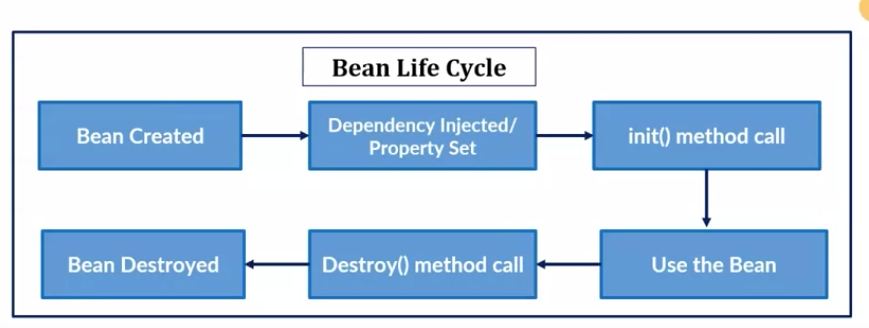 Bean Life Cycle
Bean Created
Dependency Injected/
Property Set
init() method call
Use the Bean
Destroy() method call
Bean Destroyed